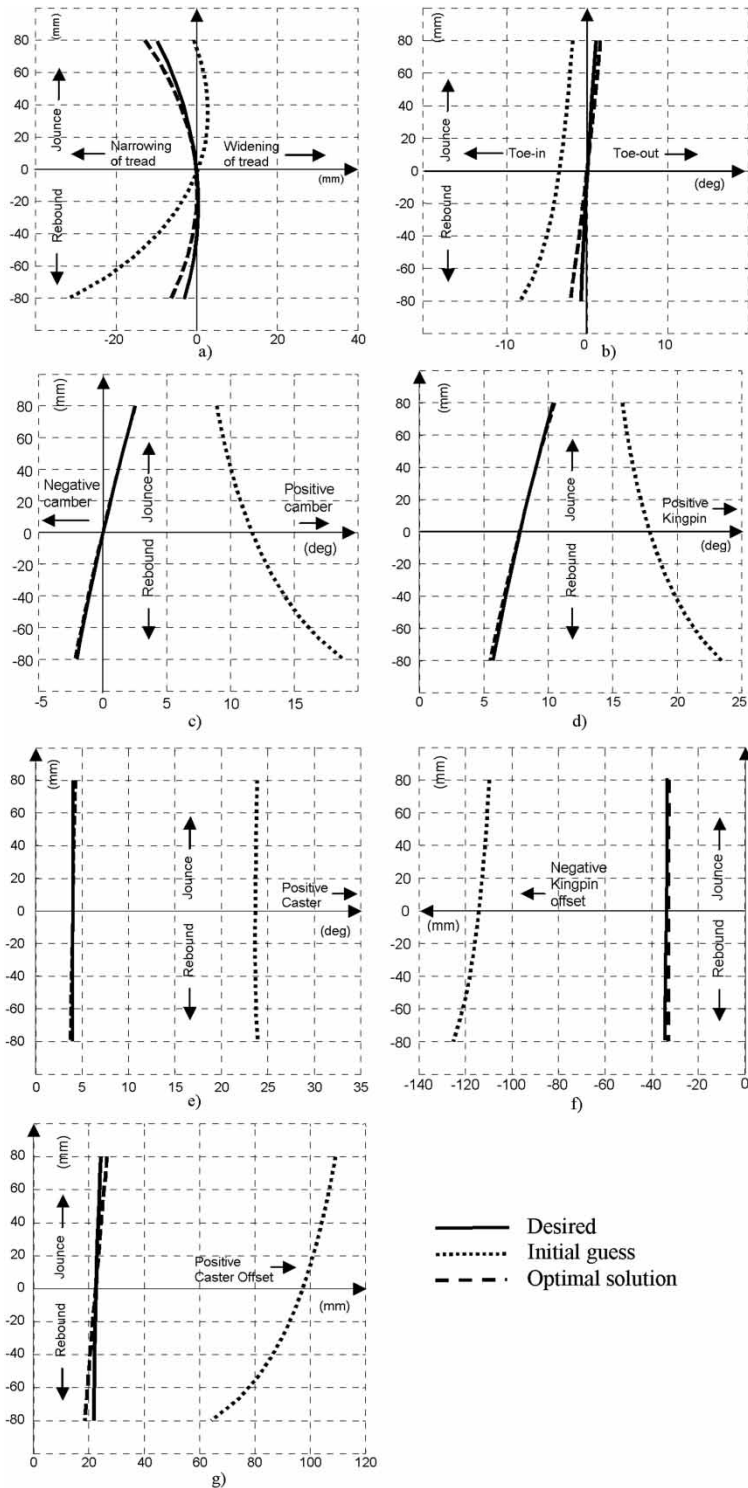 (mm)
80
60
40
20
0
-20
-40
-60
-80
Jounce
Rebound
Narrowing
of tread
Widening
of tread
(mm)
-20
0
20
40
a)
(mm)
80
60
40
20
0
-20
-40
-60
-80
Jounce
Rebound
Toe-in
Toe-out
(deg)
-10
0
10
b)
(mm)
80
60
40
20
0
-20
-40
-60
-80
Negative
camber
Jounce
Rebound
Positive
camber
(deg)
-5
0
5
10
15
c)
(mm)
80
60
40
20
0
-20
-40
-60
-80
Jounce
Rebound
Positive
Kingpin
(deg)
0
5
10
15
20
25
d)
(mm)
80
60
40
20
0
-20
-40
-60
-80
Jounce
Rebound
Positive
Caster
(deg)
0
5
10
15
20
25
30
35
e)
(mm)
80
60
40
20
0
-20
-40
-60
-80
Negative
Kingpin
offset
(mm)
Jounce
Rebound
-140
-120
-100
-80
-60
-40
-20
0
f)
(mm)
80
60
40
20
0
-20
-40
-60
-80
Jounce
Rebound
Positive
Caster Offset
(mm)
0
20
40
60
80
100
120
g)
Desired
Initial guess
Optimal solution